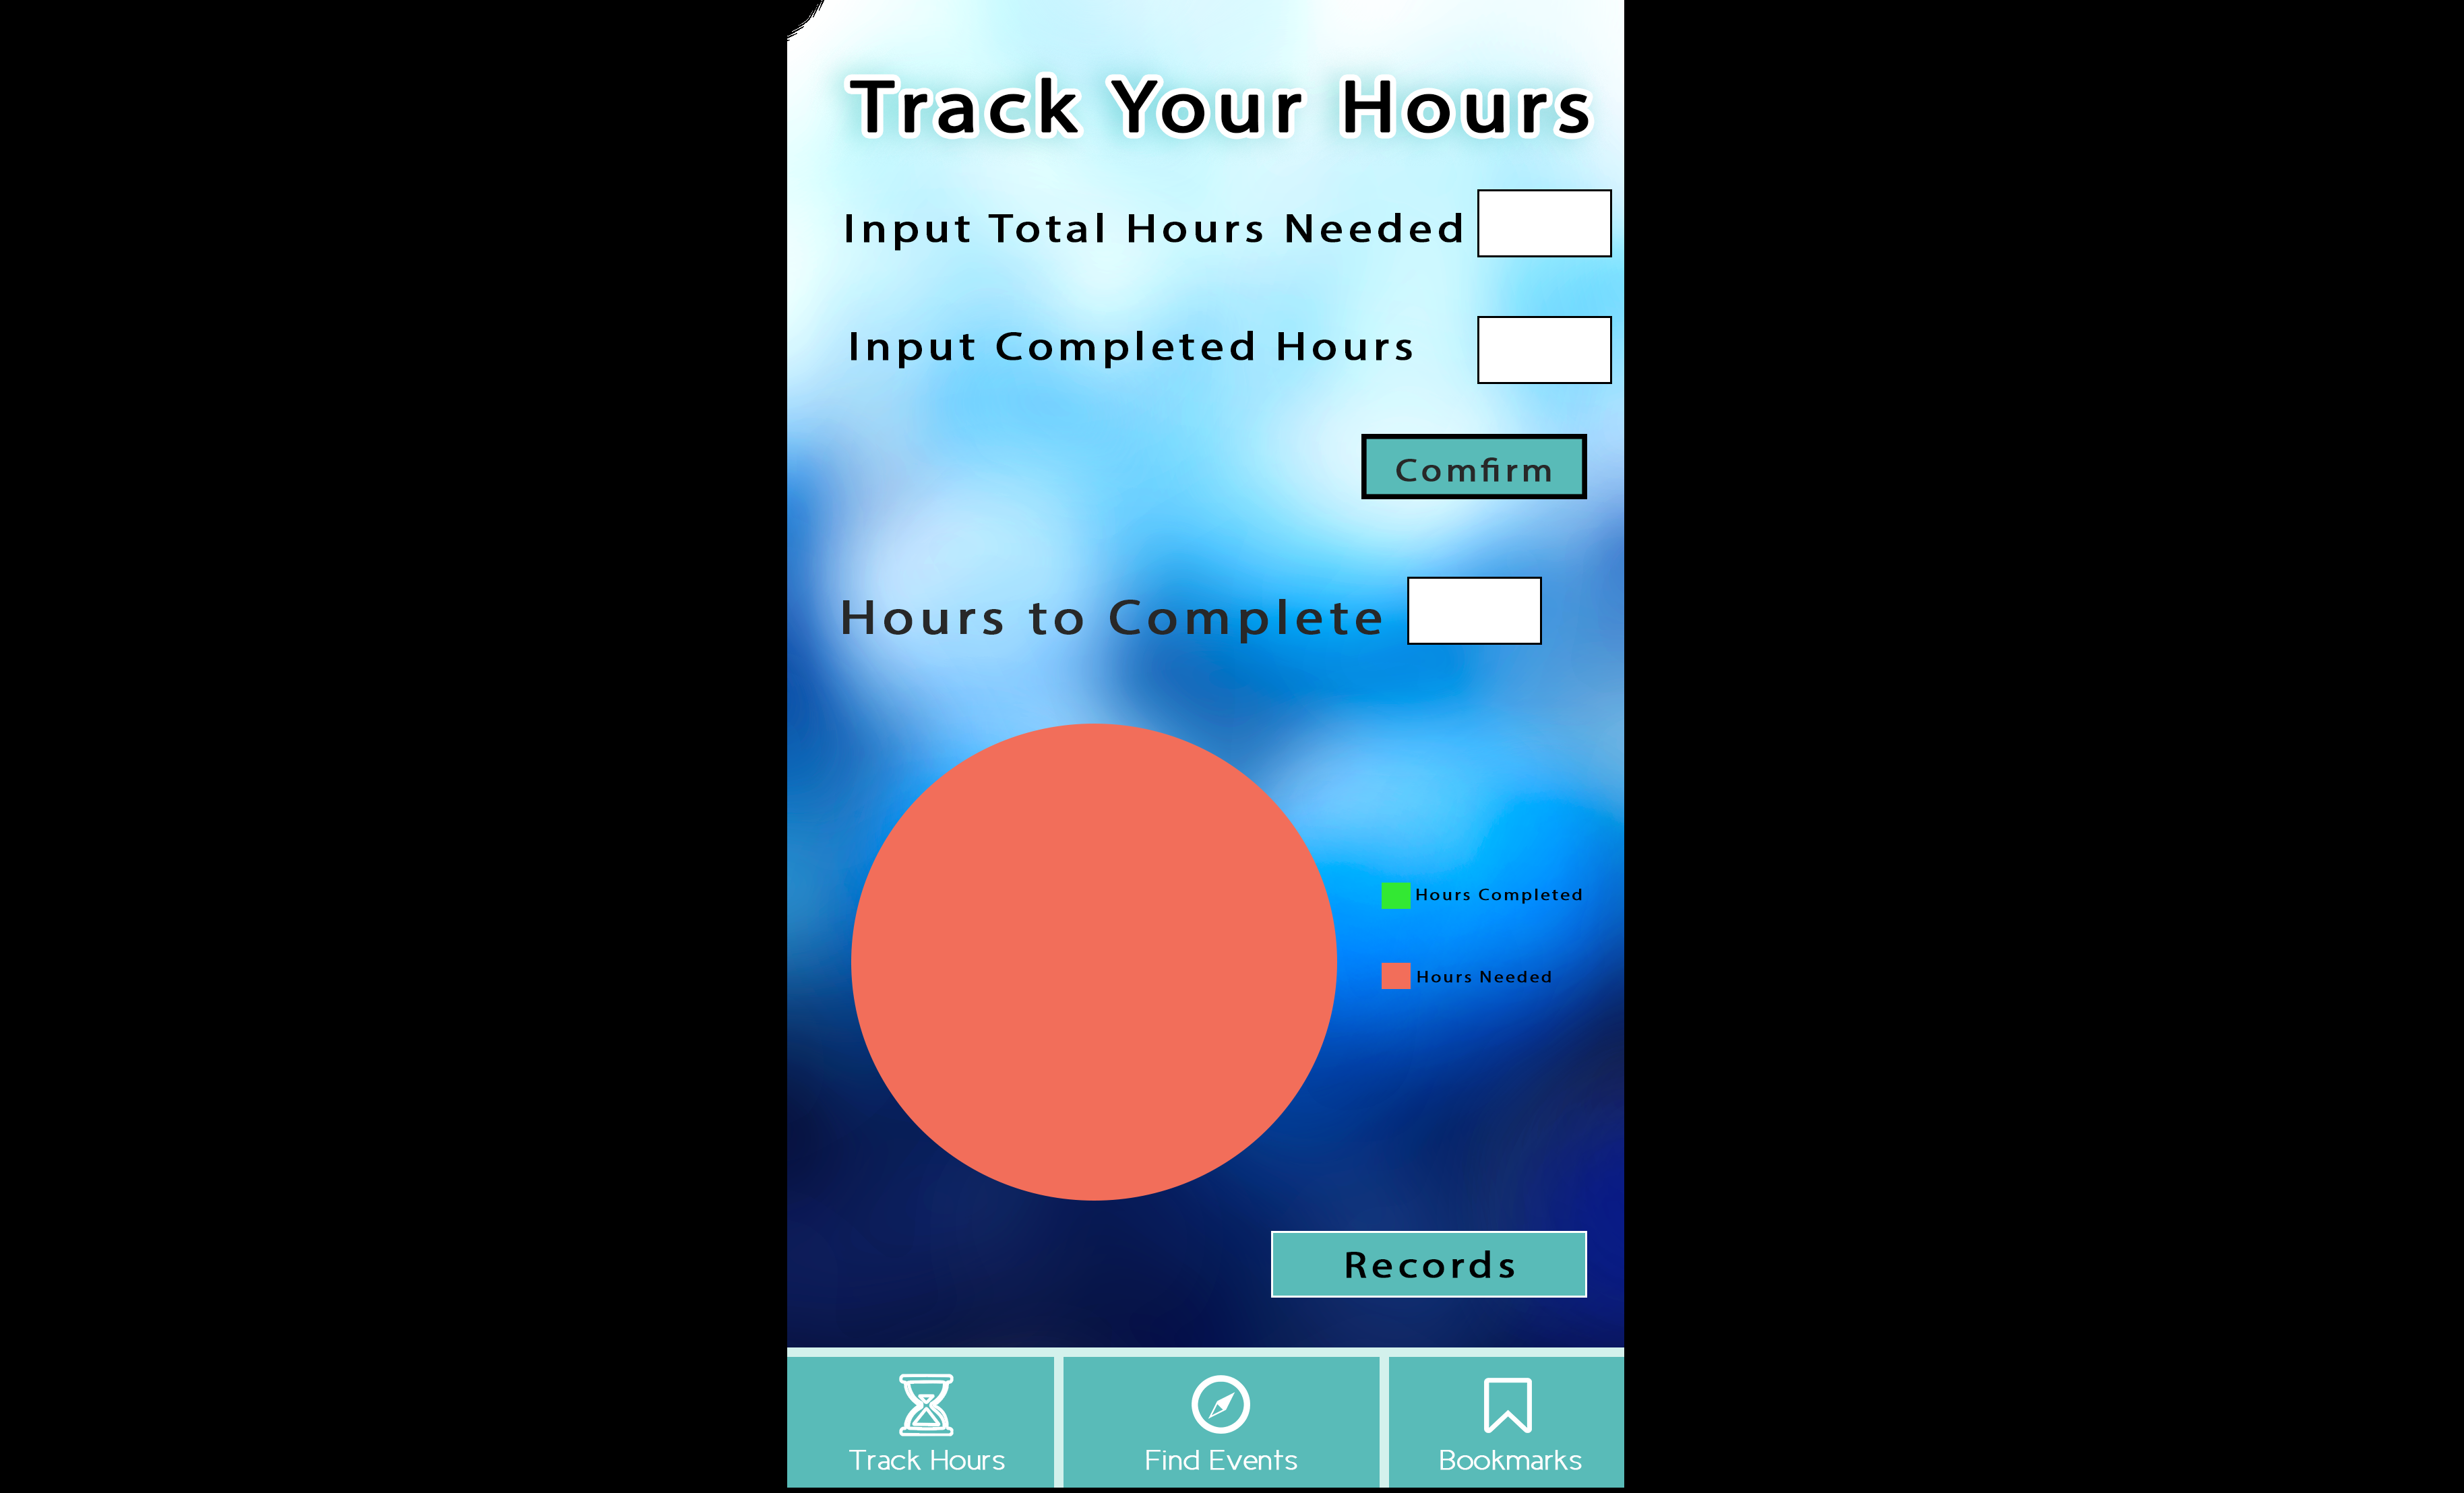 Track Your Hours
Input Total Hours Needed
Input Completed Hours
Comfirm
Hours to Complete
Hours Completed
Hours Needed
Records
Track Hours
Find Events
Bookmarks